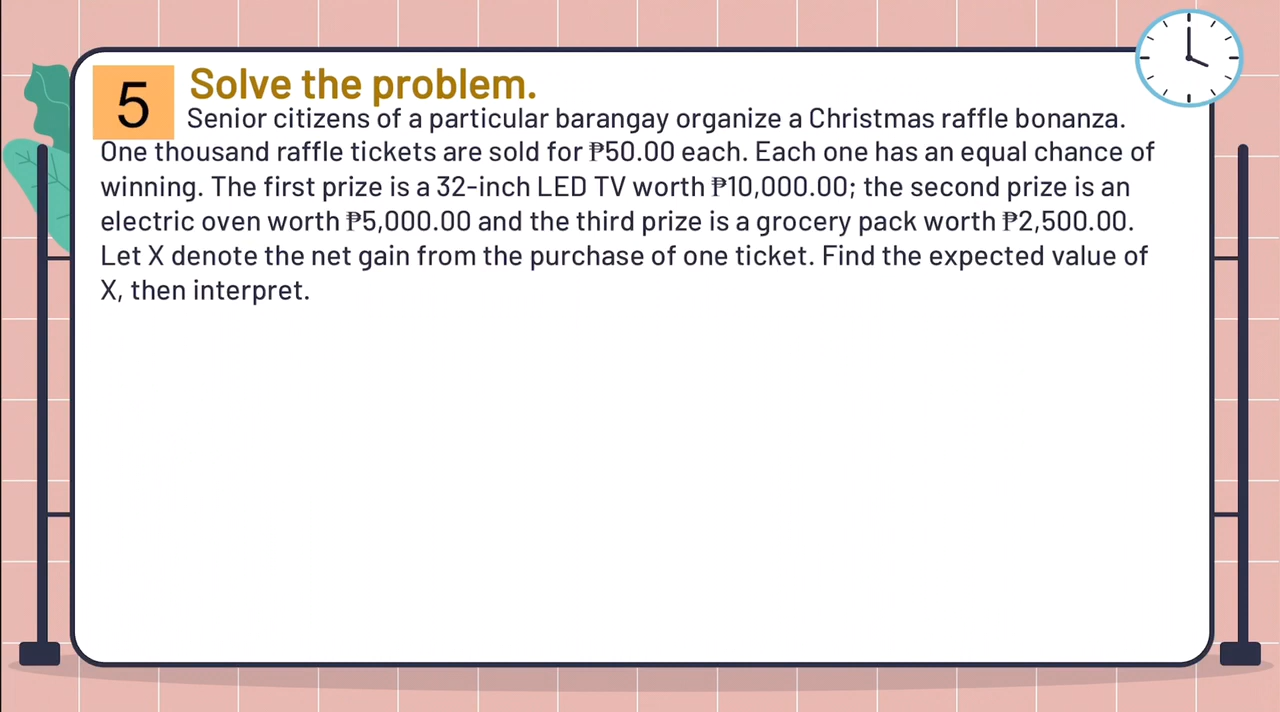 5
Solve the problem.
Senior citizens of a particular barangay organize a Christmas raffle bonanza.
One thousand raffle tickets are sold for ₱50.00 each. Each one has an equal chance of
winning. The first prize is a 32-inch LED TV worth ₱10,000.00; the second prize is an
electric oven worth ₱5,000.00 and the third prize is a grocery pack worth ₱2,500.00.
Let X denote the net gain from the purchase of one ticket. Find the expected value of
X, then interpret.